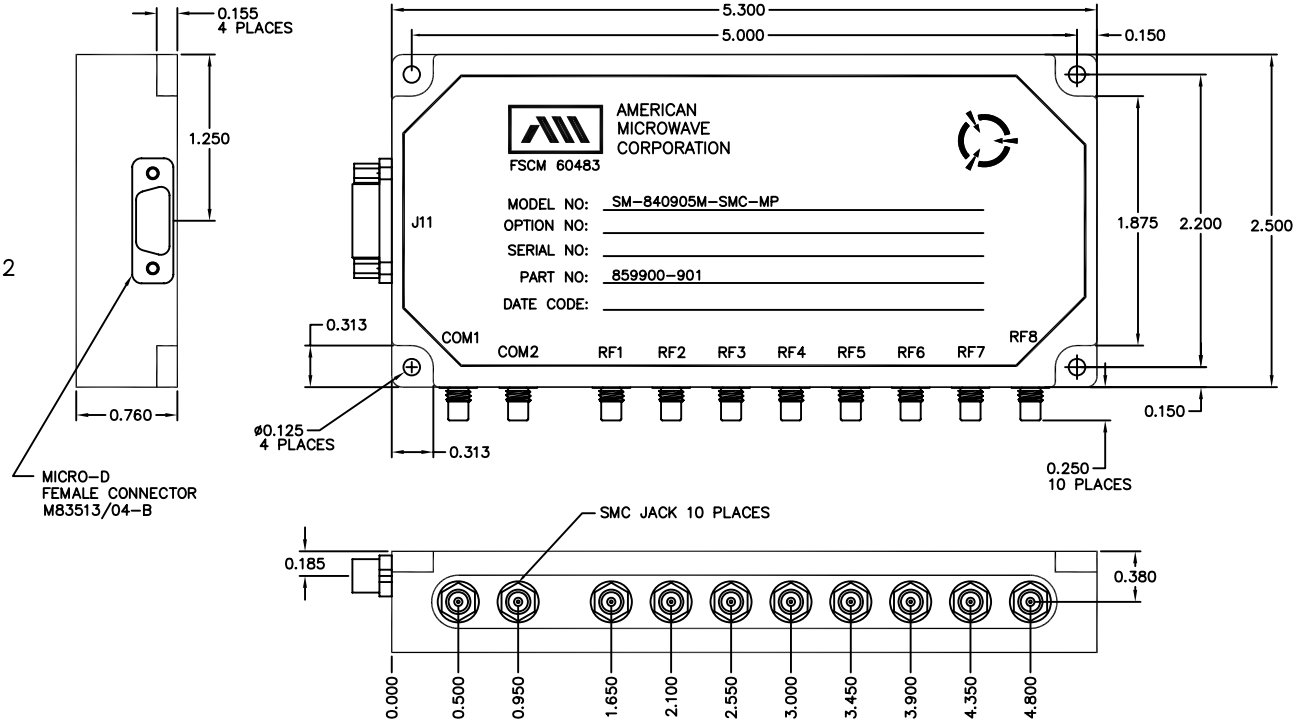 0.155
4 PLACES
5.300
5.000
0.150
1.250
AMERICAN
MICROWAVE
CORPORATION
FSCM 60483
MODEL NO: SM-840905M-SMC-MP
OPTION NO:
SERIAL NO:
PART NO: 859900-901
DATE CODE:
J11
1.875
2.200
2.500
2
0.313
COM1
COM2
RF1
RF2
RF3
RF4
RF5
RF6
RF7
RF8
0.760
ø0.125
4 PLACES
0.313
0.150
0.250
10 PLACES
MICRO-D
FEMALE CONNECTOR
M83513/04-B
SMC JACK 10 PLACES
0.185
0.380
0.000
0.500
0.950
1.650
2.100
2.550
3.000
3.450
3.900
4.350
4.800